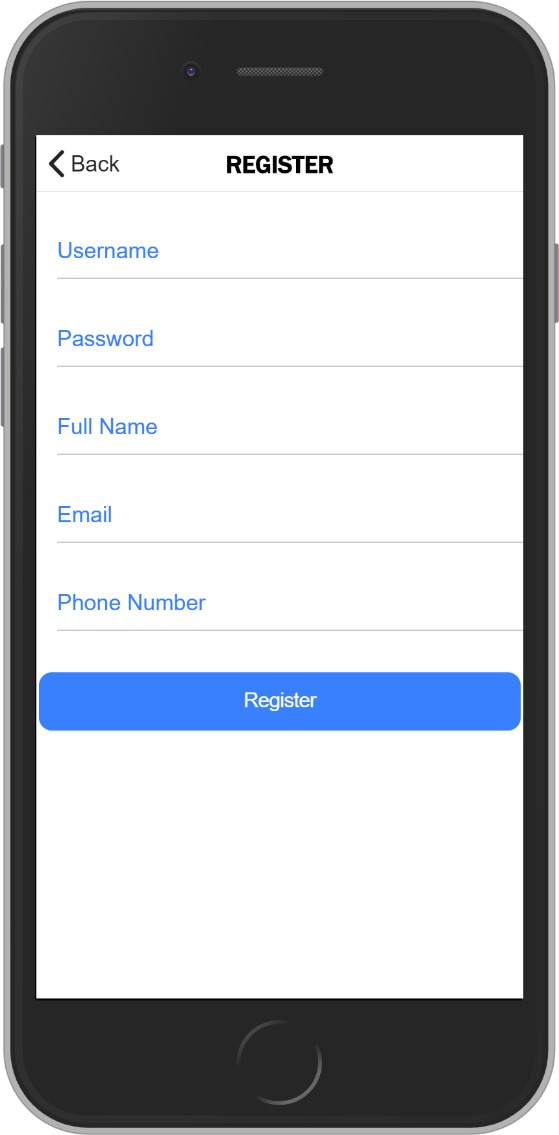 Back
REGISTER
Username
Password
Full Name
Email
Phone Number
Register